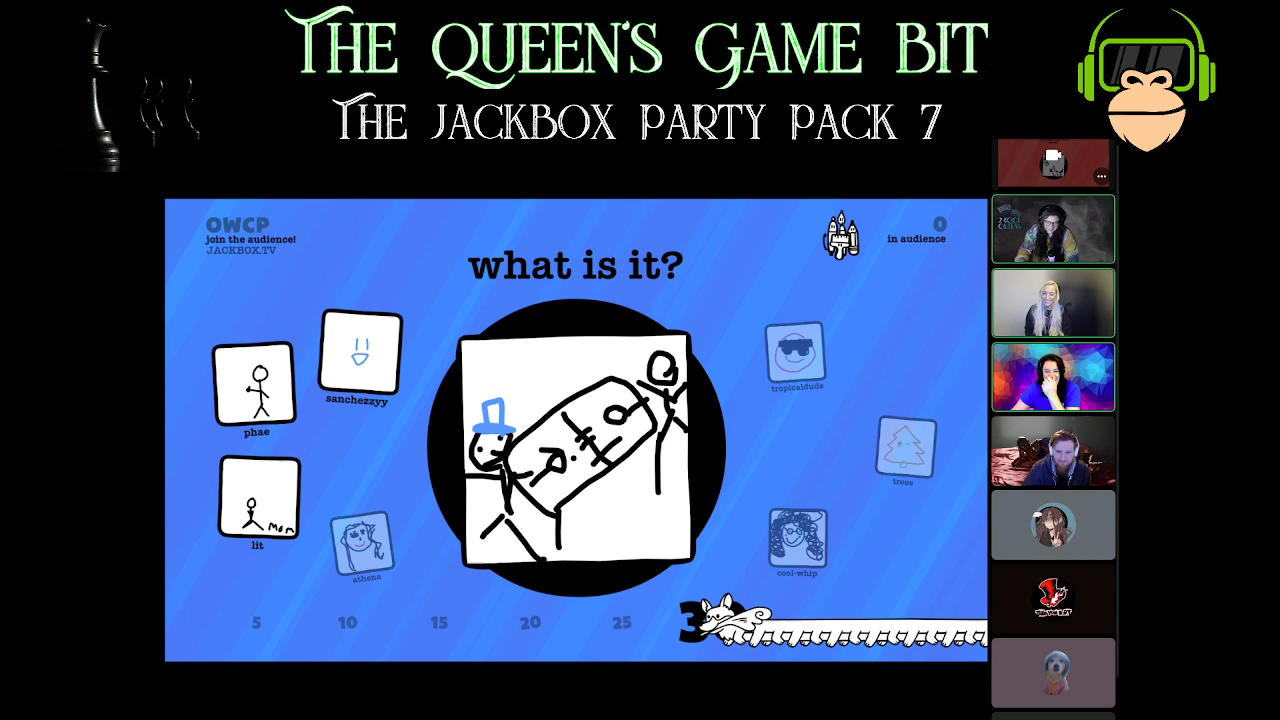 THE QUEEN'S GAME BIT
THE JACKBOX PARTY PACK 7
OWCP
join the audience!
JACKBOX.TV
0
in audience
what is it?
phae
sanchezzyy
mom
lit
athena
tropicaldude
trees
cool-whip
5
10
15
20
25
3